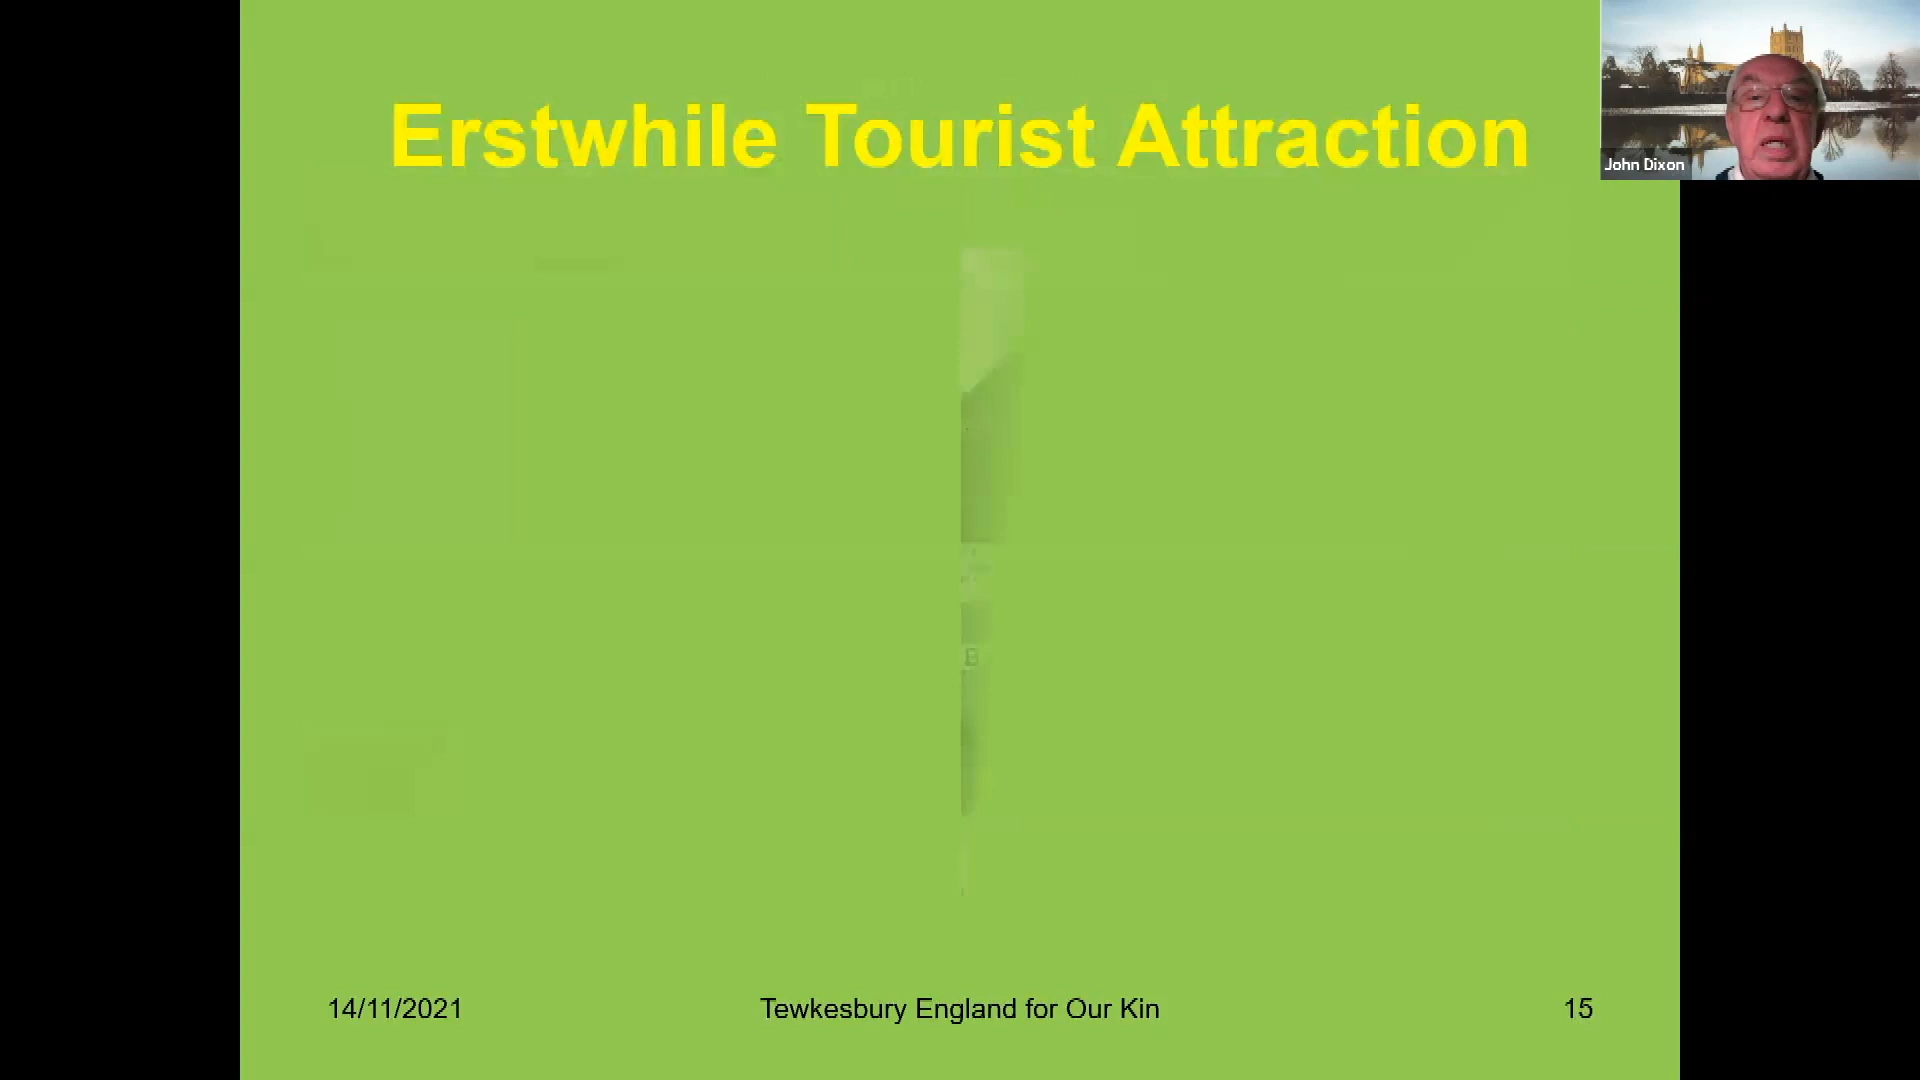 Erstwhile Tourist Attraction
John Dixon
14/11/2021
Tewkesbury England for Our Kin
15